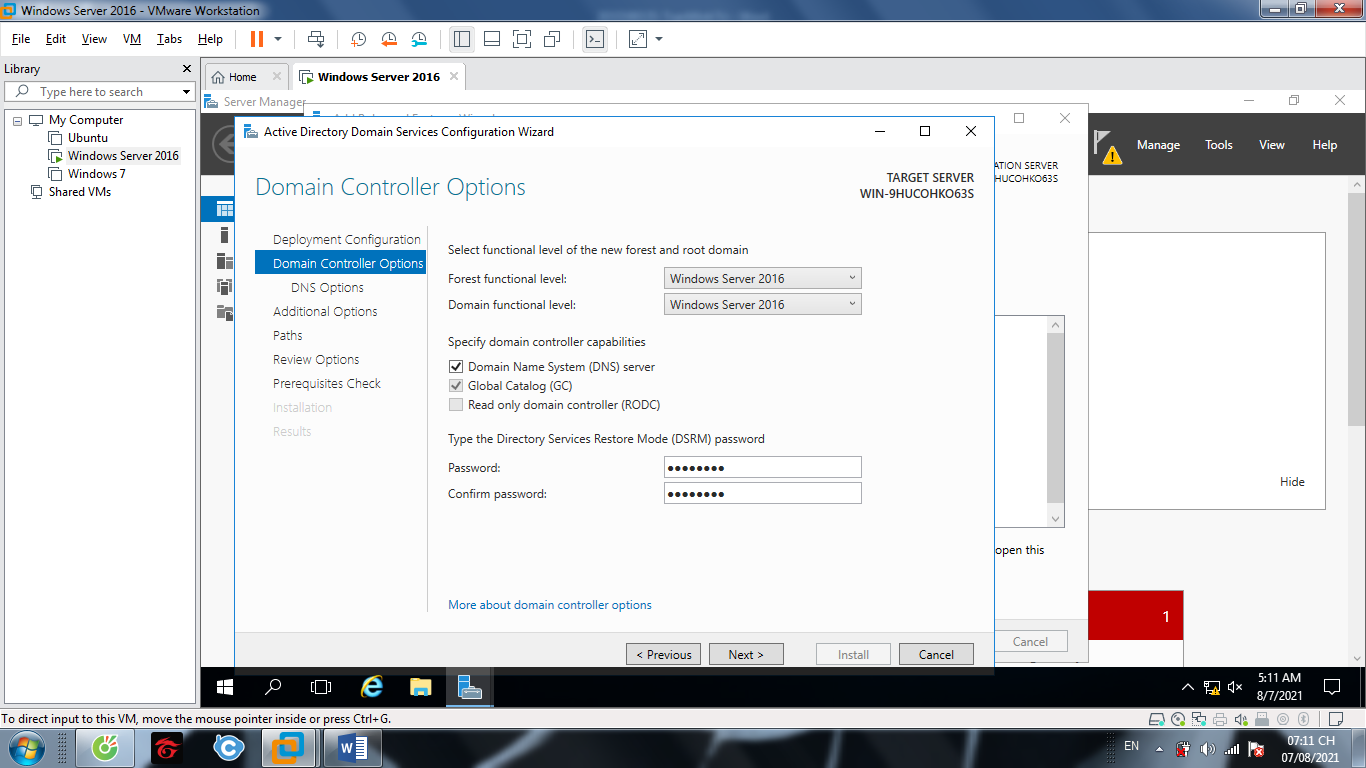 Windows Server 2016 - VMware Workstation
File Edit View VM Tabs Help
Library
Type here to search
My Computer
Ubuntu
Windows Server 2016
Windows 7
Shared VMs
Home
Windows Server 2016
Server Manager
Manage Tools View Help
Active Directory Domain Services Configuration Wizard
Domain Controller Options
TARGET SERVER
WIN-9HUCOHKO63S
ATION SERVER
HUCOHKO63S
Deployment Configuration
Domain Controller Options
DNS Options
Additional Options
Paths
Review Options
Prerequisites Check
Installation
Results
Select functional level of the new forest and root domain
Forest functional level: Windows Server 2016
Domain functional level: Windows Server 2016
Specify domain controller capabilities
Domain Name System (DNS) server
Global Catalog (GC)
Read only domain controller (RODC)
Type the Directory Services Restore Mode (DSRM) password
Password: ●●●●●●●●
Confirm password: ●●●●●●●●
More about domain controller options
< Previous Next > Install Cancel
Hide
open this
1
Cancel
5:11 AM
8/7/2021
To direct input to this VM, move the mouse pointer inside or press Ctrl+G.
EN
07:11 CH
07/08/2021